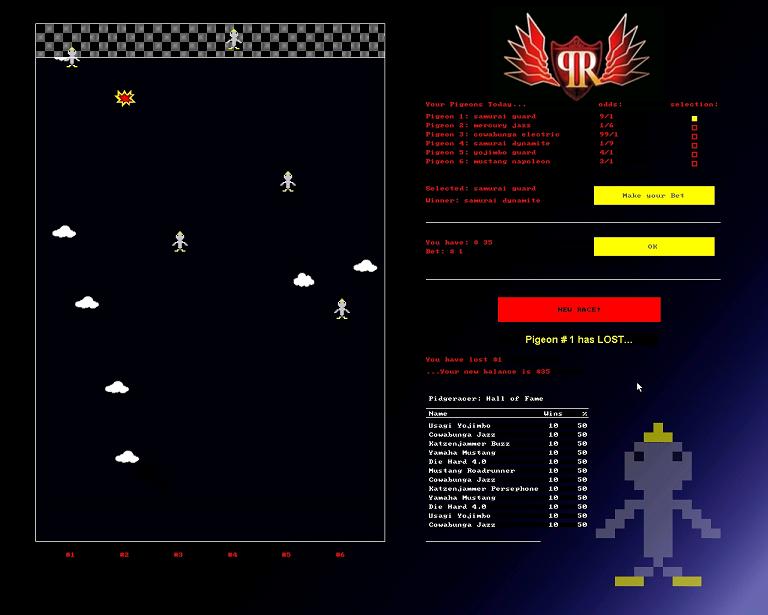 PR
Your Pigeons Today... odds: selection:
Pigeon 1: samurai guard 9/1
Pigeon 2: mercury jazz 1/6
Pigeon 3: cowabunga electric 99/1
Pigeon 4: samurai dynamite 1/9
Pigeon 5: yojimbo guard 4/1
Pigeon 6: mustang napoleon 3/1
Selected: samurai guard
Winner: samurai dynamite
Make your Bet
You have: @ 35
Bet: @ 1
OK
NEW RACE!
Pigeon # 1 has LOST...
You have lost @1
...Your new balance is @35
Pidgeracer: Hall of Fame
Name Wins %
Usagi Yojimbo 10 50
Cowabunga Jazz 10 50
Katzenjammer Buzz 10 50
Yamaha Mustang 10 50
Die Hard 4.0 10 50
Mustang Roadrunner 10 50
Cowabunga Jazz 10 50
Katzenjammer Persephone 10 50
Yamaha Mustang 10 50
Die Hard 4.0 10 50
Usagi Yojimbo 10 50
Cowabunga Jazz 10 50
@1 @2 @3 @4 @5 @6